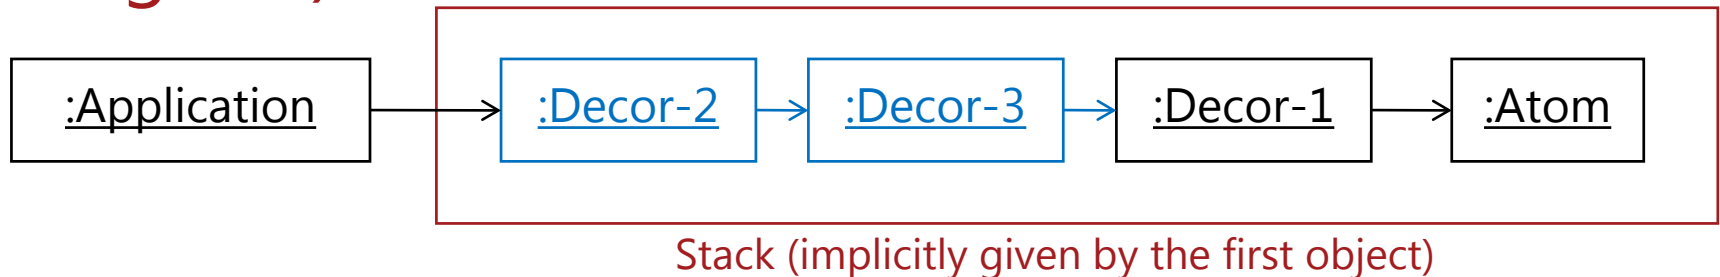 :Application
:Decor-2
:Decor-3
:Decor-1
:Atom
Stack (implicitly given by the first object)